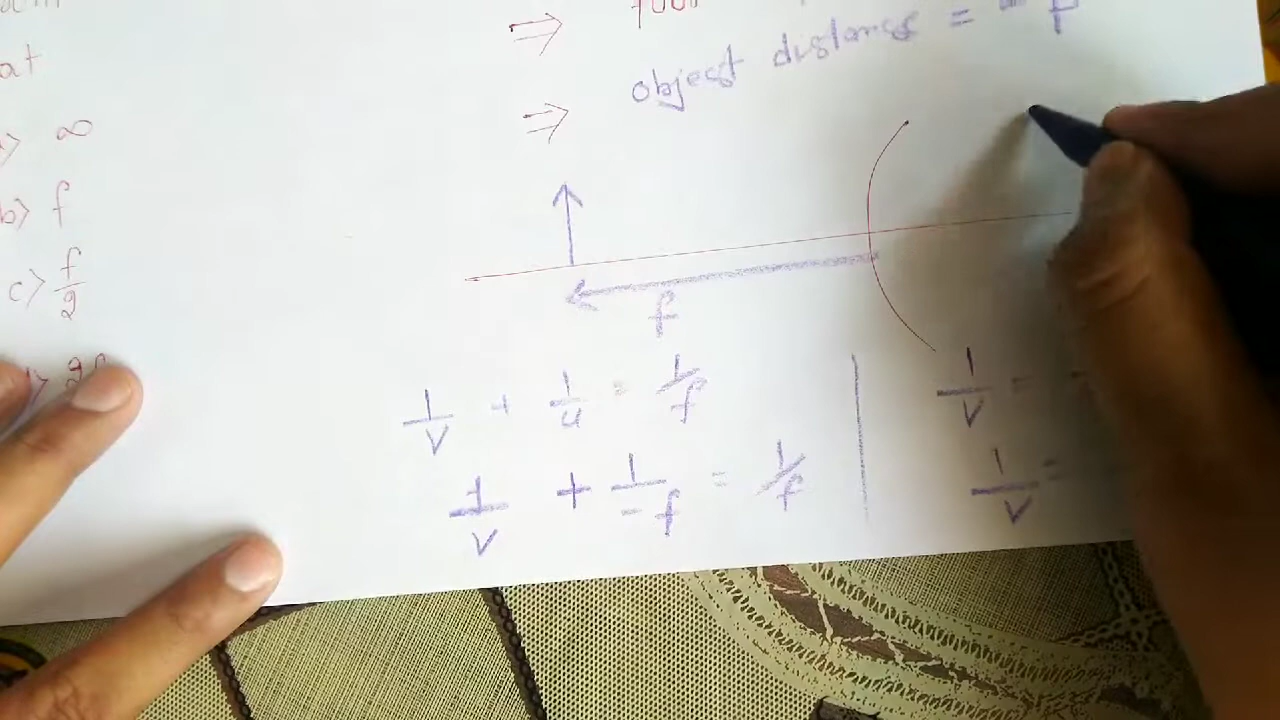 at
∞
b> f
c> f/2
⇒
⇒ object distance = - f
f
1/v + 1/u = 1/f
1/v + 1/-f = 1/f
1/v =
1/v =